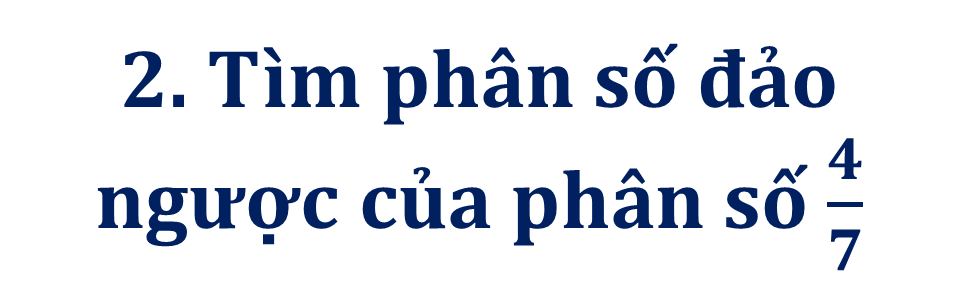 2. Tìm phân số đảo
ngược của phân số 4/7